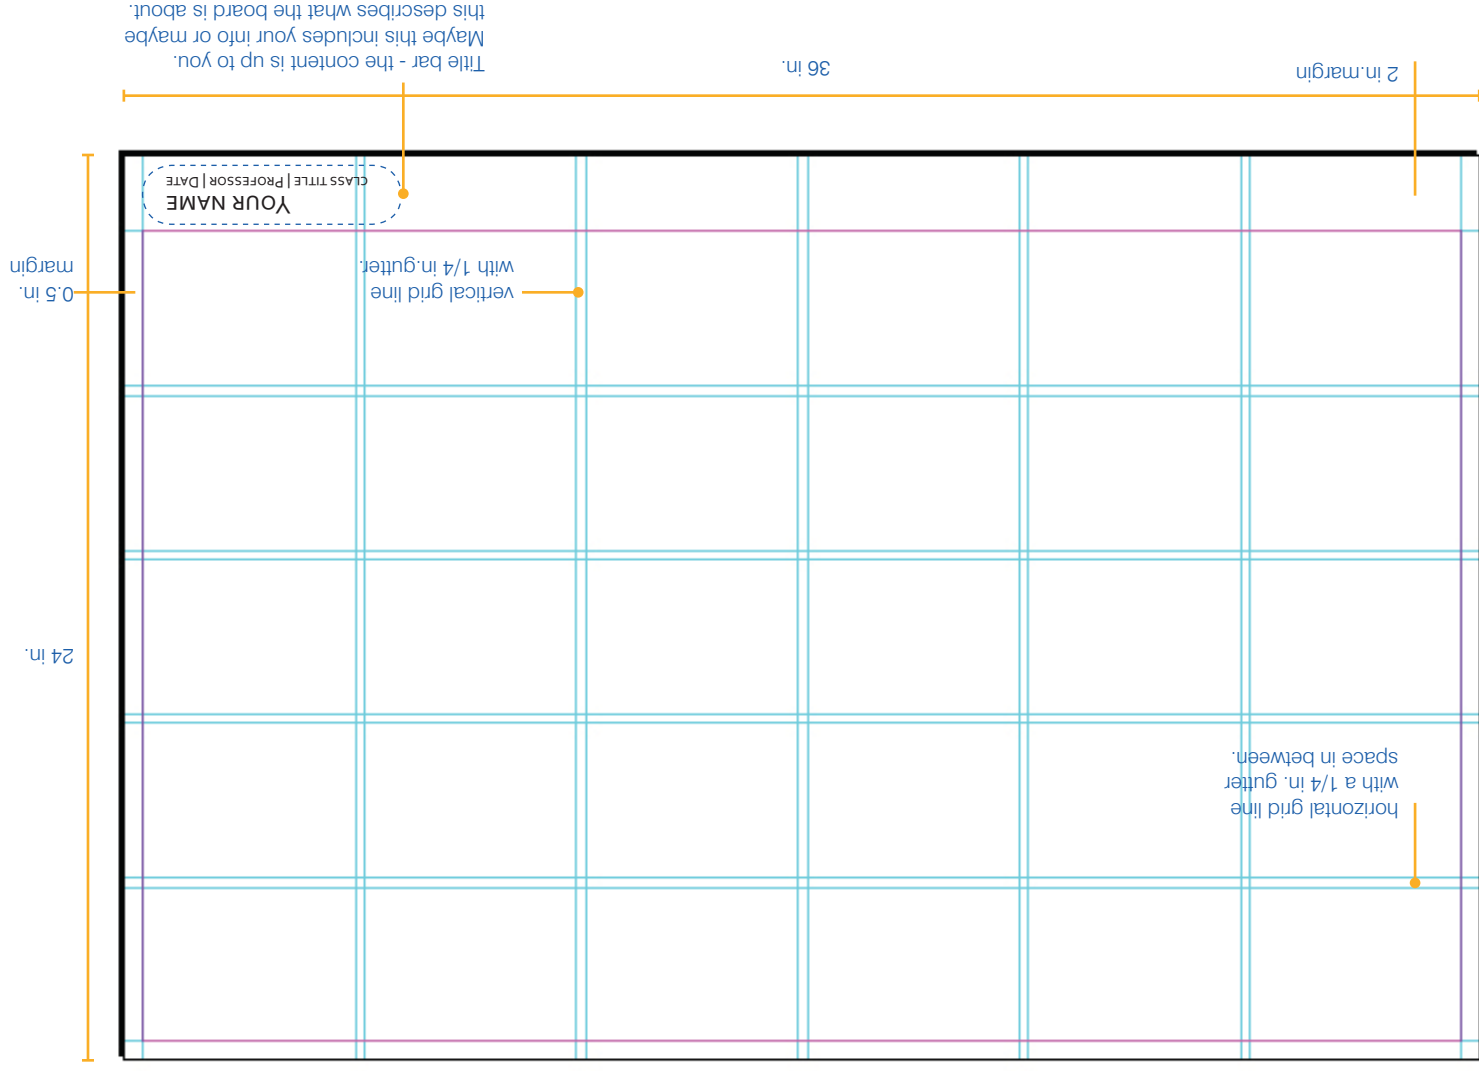 horizontal grid line
with a 1/4 in. gutter
space in between.
24 in.
vertical grid line
with 1/4 in.gutter.
0.5 in.
margin
YOUR NAME
CLASS TITLE | PROFESSOR | DATE
2 in.margin
36 in.
Title bar - the content is up to you.
Maybe this includes your info or maybe
this describes what the board is about.